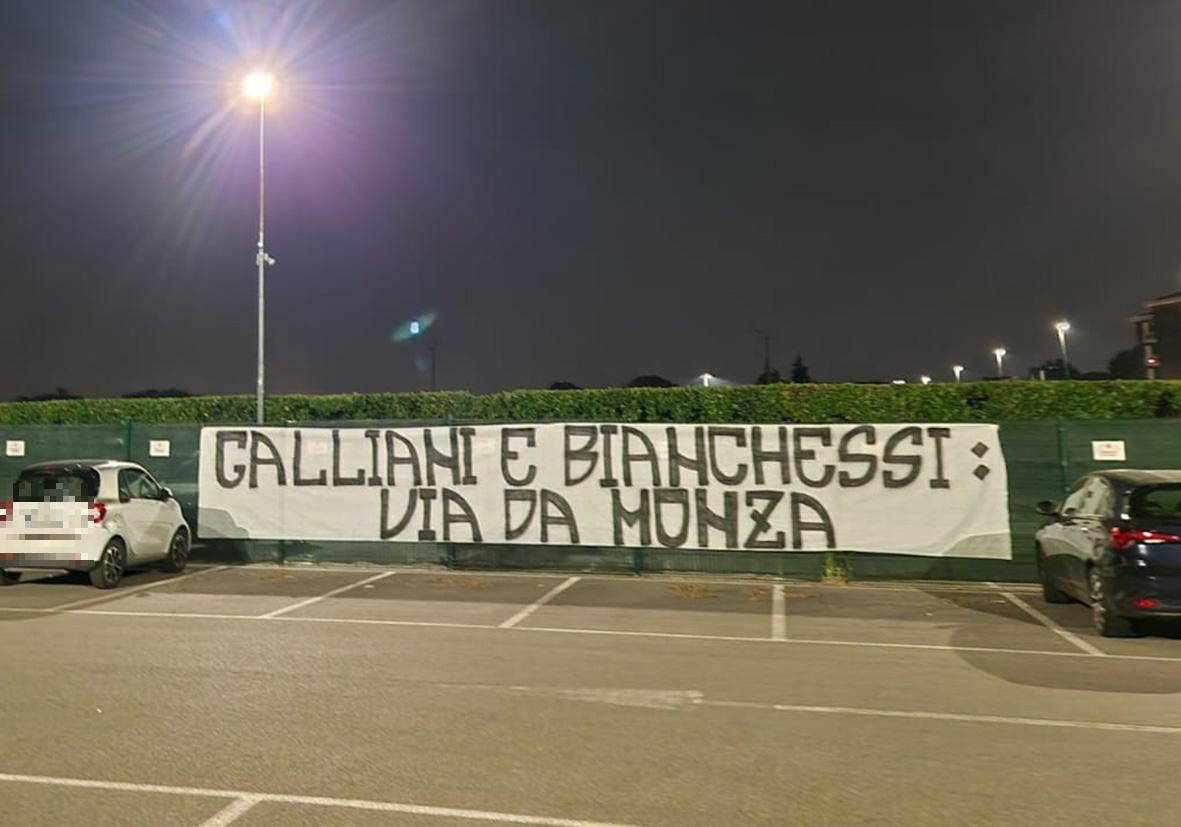 GALLIANI E BIANCHESSI :
VIA DA MONZA